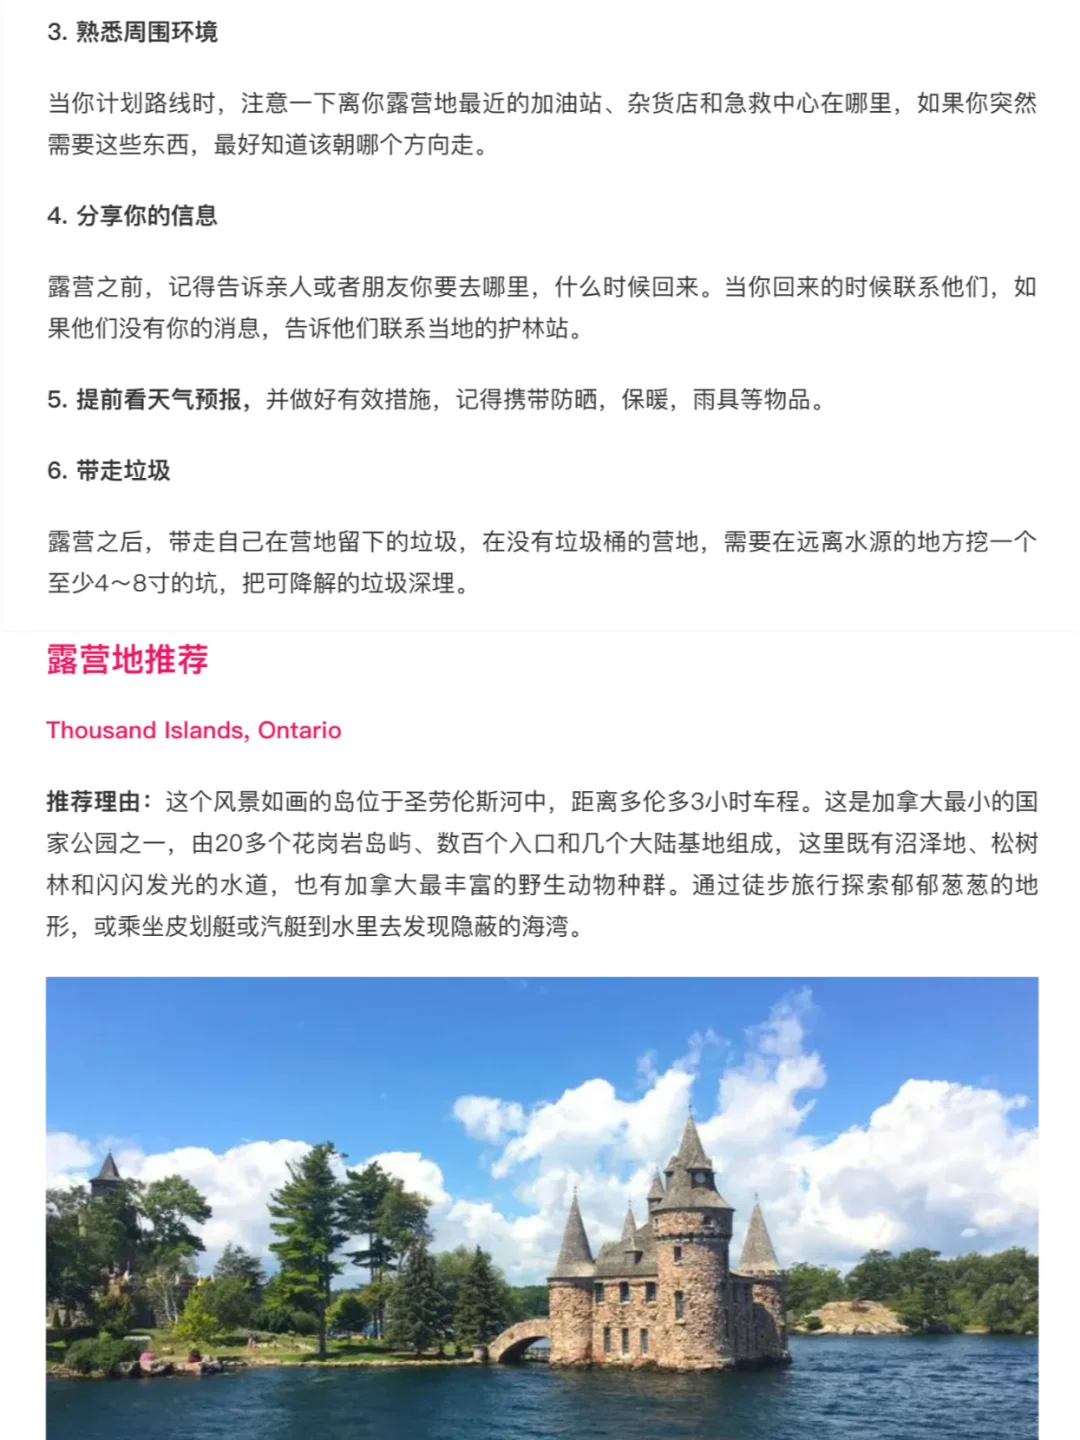 3. 熟悉周围环境
当你计划路线时，注意一下离你露营地最近的加油站、杂货店和急救中心在哪里，如果你突然
需要这些东西，最好知道该朝哪个方向走。
4. 分享你的信息
露营之前，记得告诉亲人或者朋友你要去哪里，什么时候回来。当你回来的时候联系他们，如
果他们没有你的消息，告诉他们联系当地的护林站。
5. 提前看天气预报，并做好有效措施，记得携带防晒，保暖，雨具等物品。
6. 带走垃圾
露营之后，带走自己在营地留下的垃圾，在没有垃圾桶的营地，需要在远离水源的地方挖一个
至少4～8寸的坑，把可降解的垃圾深埋。
露营地推荐
Thousand Islands, Ontario
推荐理由：这个风景如画的岛位于圣劳伦斯河中，距离多伦多3小时车程。这是加拿大最小的国
家公园之一，由20多个花岗岩岛屿、数百个入口和几个大陆基地组成，这里既有沼泽地、松树
林和闪闪发光的水道，也有加拿大最丰富的野生动物种群。通过徒步旅行探索郁郁葱葱的地
形，或乘坐皮划艇或汽艇到水里去发现隐蔽的海湾。